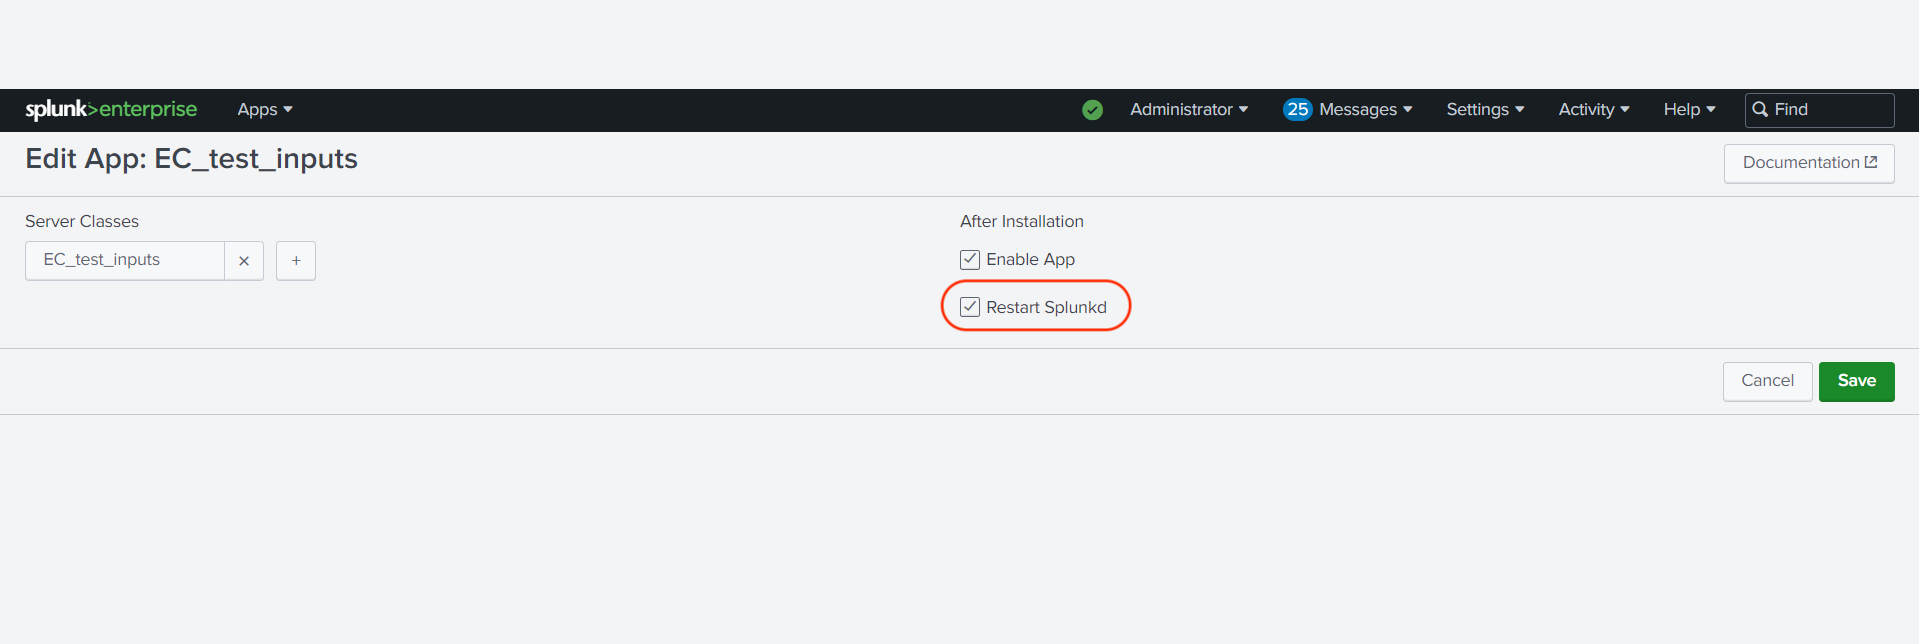 splunk>enterprise Apps Administrator 25 Messages Settings Activity Help Find
Edit App: EC_test_inputs
Documentation
Server Classes
EC_test_inputs × +
After Installation
Enable App
Restart Splunkd
Cancel Save